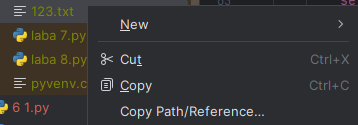 123.txt
New
laba 7.py
laba 8.py
Cut Ctrl+X
pyvenv.c
Copy Ctrl+C
6 1.py
Copy Path/Reference...